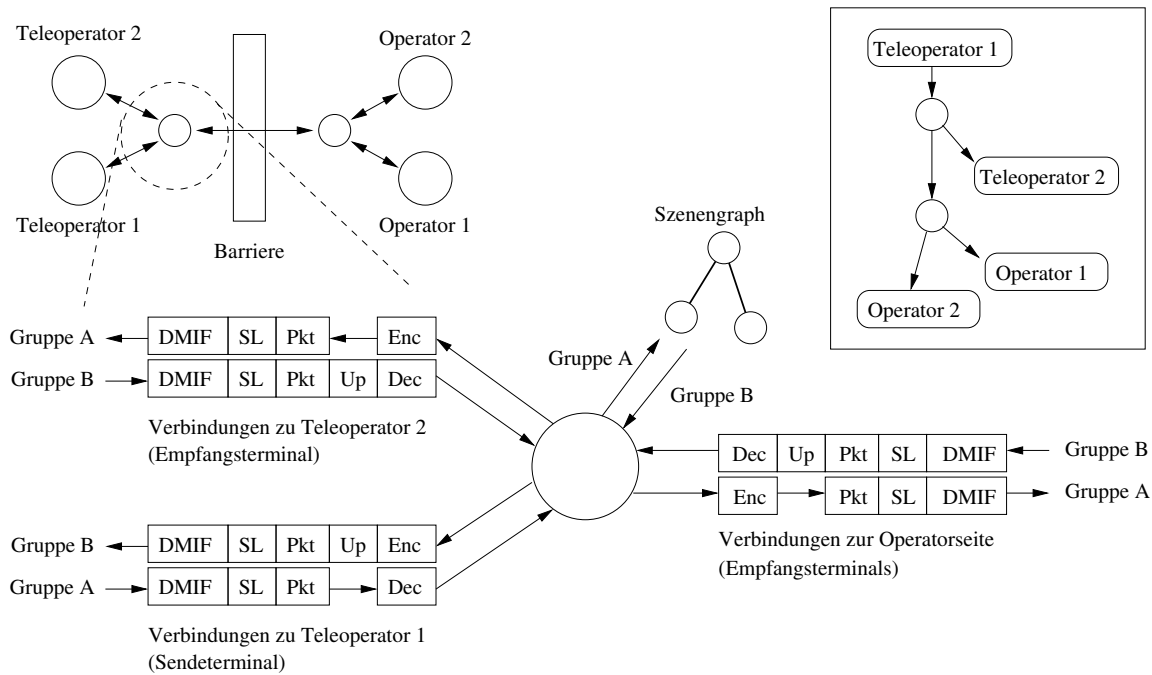 Teleoperator 2
Operator 2
Teleoperator 1
Operator 1
Barriere
Teleoperator 1
Teleoperator 2
Operator 1
Operator 2
Szenengraph
Gruppe A
Gruppe B
Gruppe A DMIF SL Pkt Enc
Gruppe B DMIF SL Pkt Up Dec
Verbindungen zu Teleoperator 2
(Empfangsterminal)
Gruppe B DMIF SL Pkt Up Enc
Gruppe A DMIF SL Pkt Dec
Verbindungen zu Teleoperator 1
(Sendeterminal)
Dec Up Pkt SL DMIF Gruppe B
Enc Pkt SL DMIF Gruppe A
Verbindungen zur Operatorseite
(Empfangsterminals)